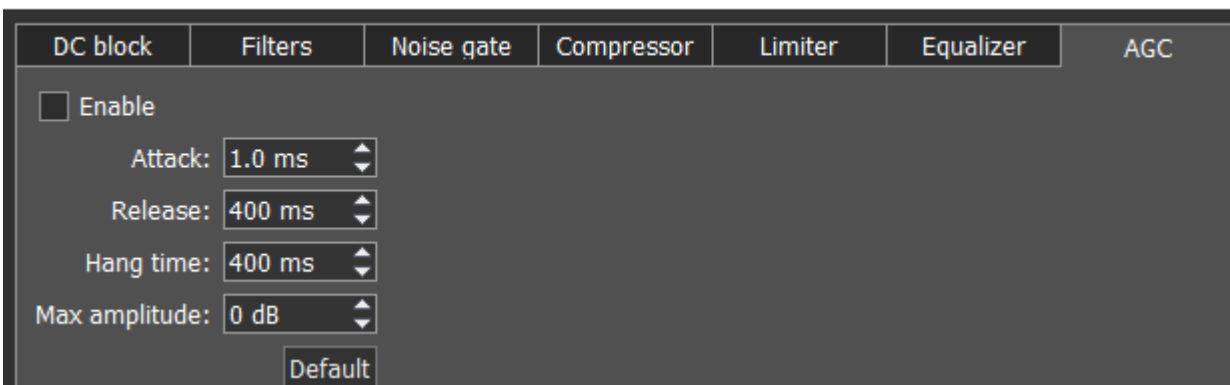 DC block Filters Noise gate Compressor Limiter Equalizer AGC
Enable
Attack: 1.0 ms
Release: 400 ms
Hang time: 400 ms
Max amplitude: 0 dB
Default